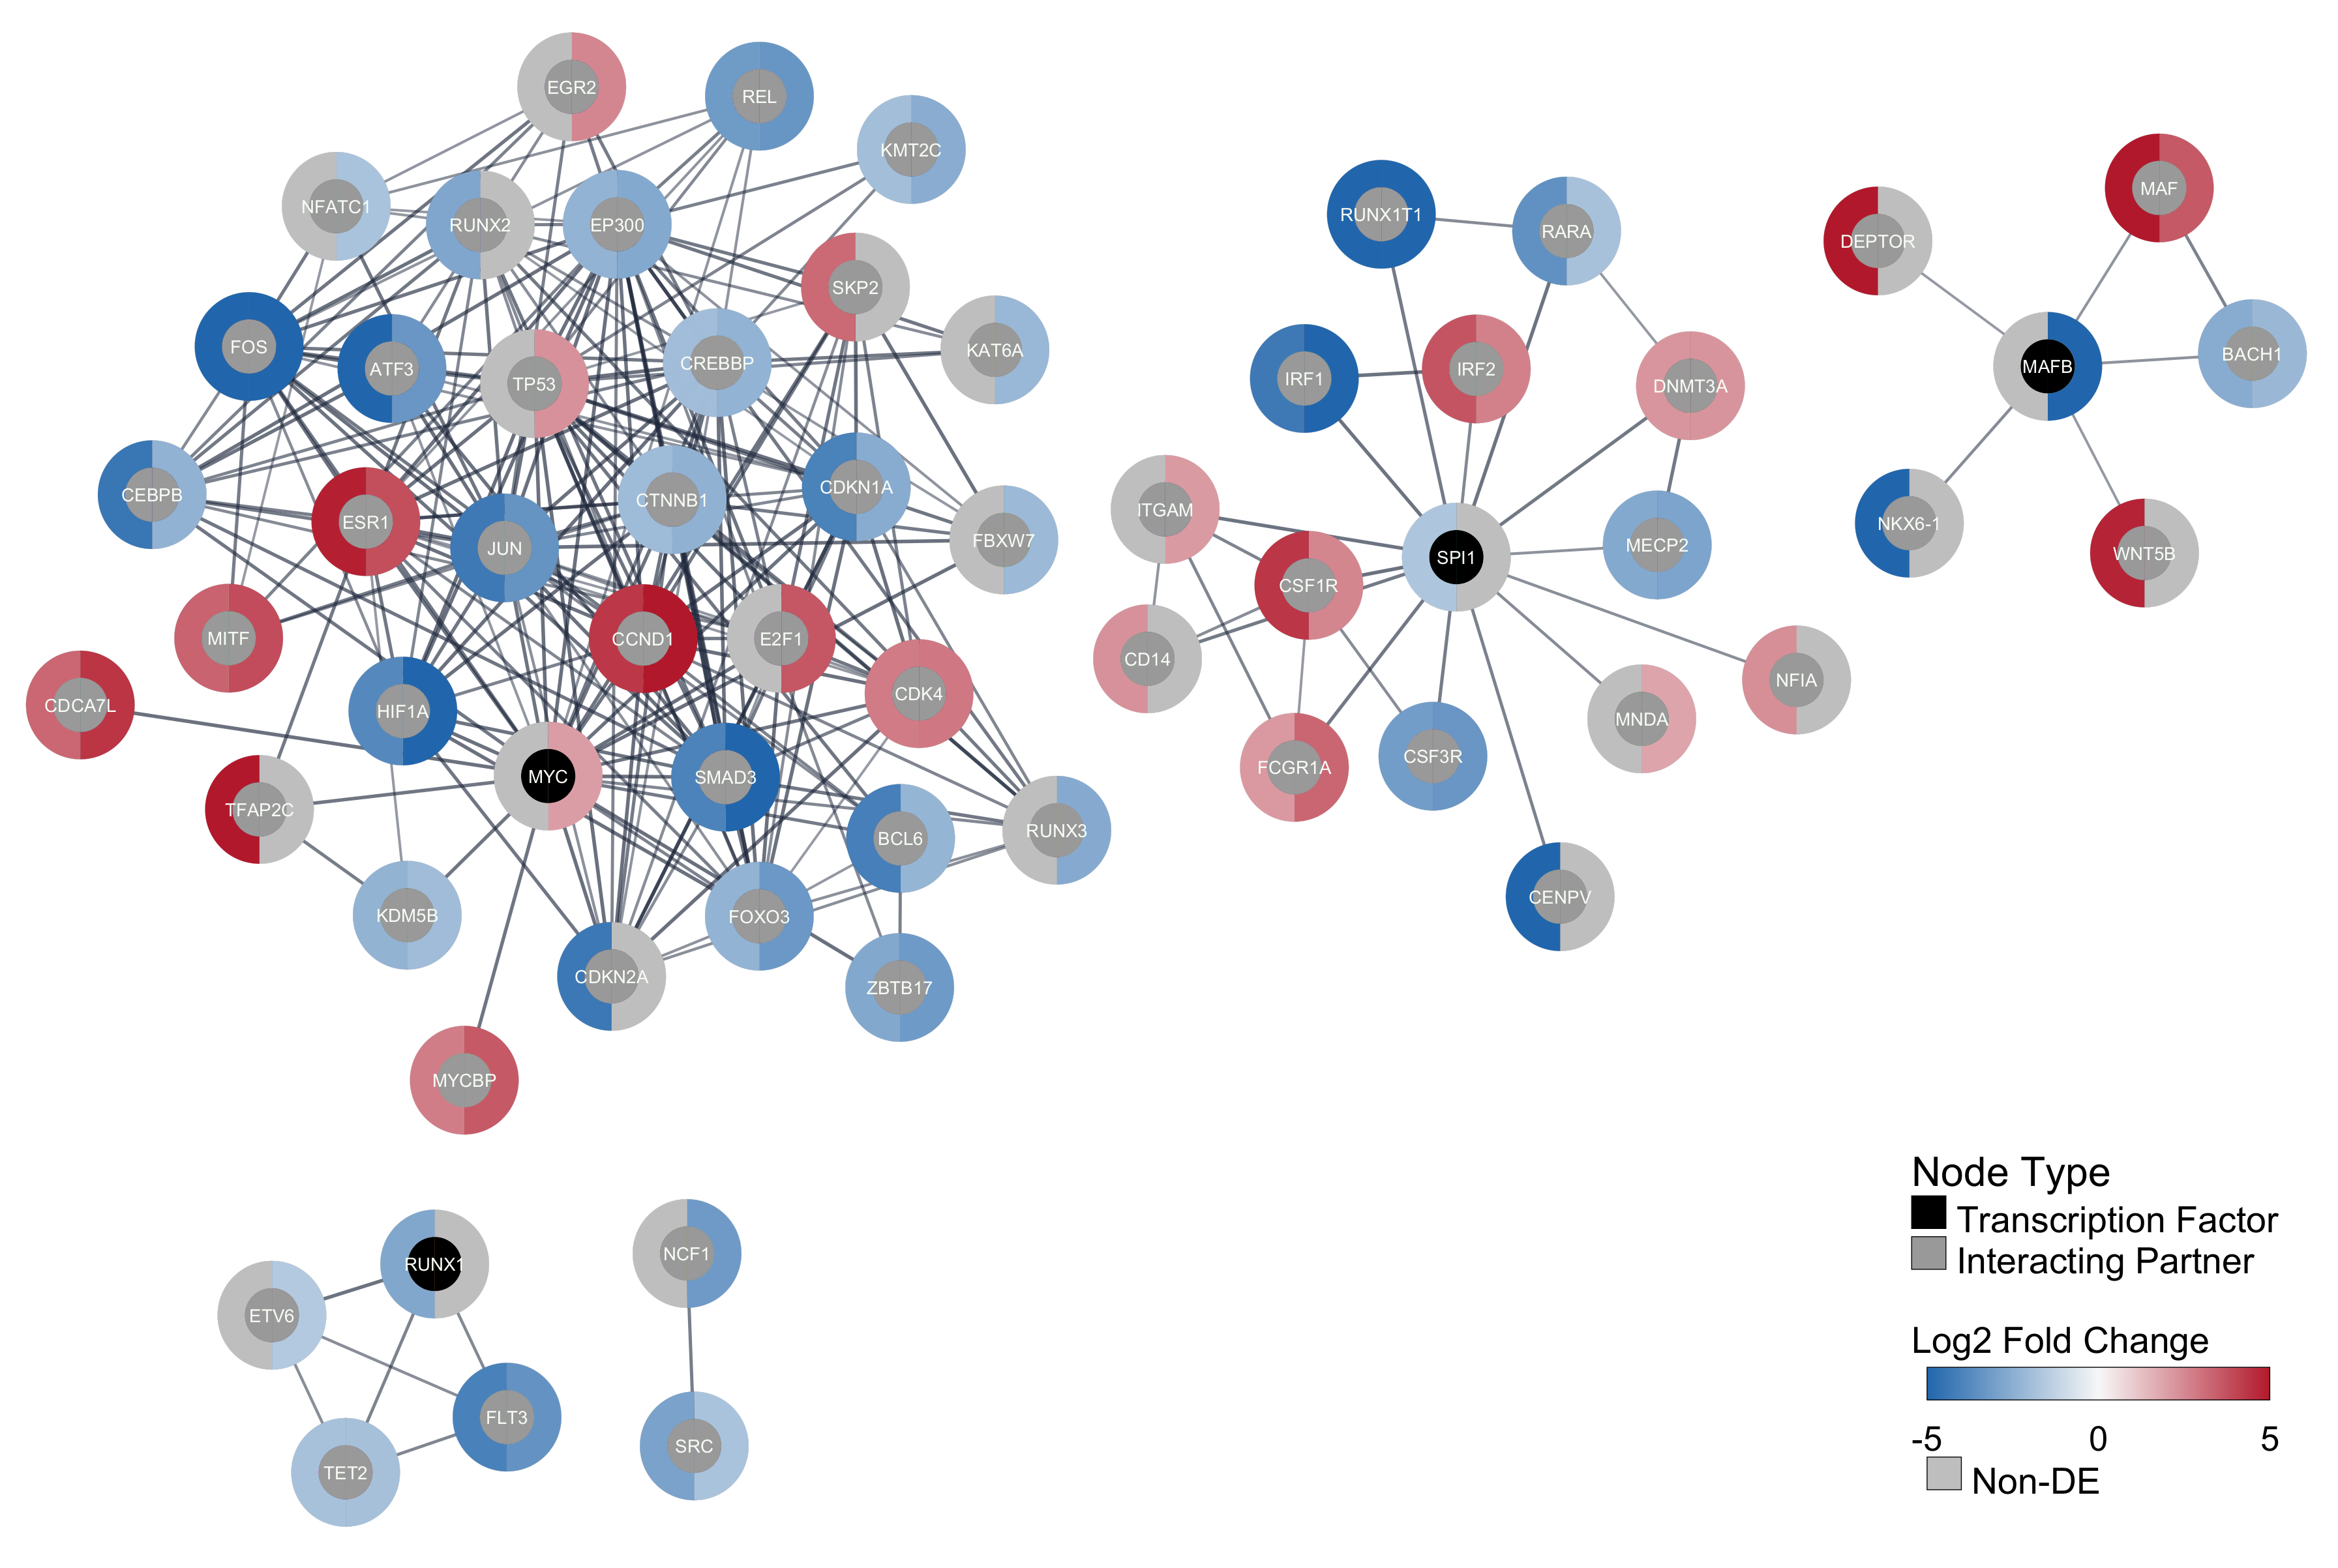 EGR2
REL
KMT2C
NFATC1
RUNX2
EP300
SKP2
FOS
ATF3
TP53
CREBBP
KAT6A
CEBPB
ESR1
JUN
CTNNB1
CDKN1A
FBXW7
MITF
CCND1
E2F1
CDK4
CDCA7L
HIF1A
TFAP2C
MYC
SMAD3
BCL6
RUNX3
KDM5B
CDKN2A
FOXO3
ZBTB17
MYCBP
RUNX1T1
RARA
IRF1
IRF2
DNMT3A
ITGAM
CSF1R
SPI1
MECP2
CD14
FCGR1A
CSF3R
MNDA
NFIA
CENPV
MAF
DEPTOR
MAFB
BACH1
NKX6-1
WNT5B
RUNX1
ETV6
FLT3
TET2
NCF1
SRC
Node Type
Transcription Factor
Interacting Partner
Log2 Fold Change
-5 0 5
Non-DE